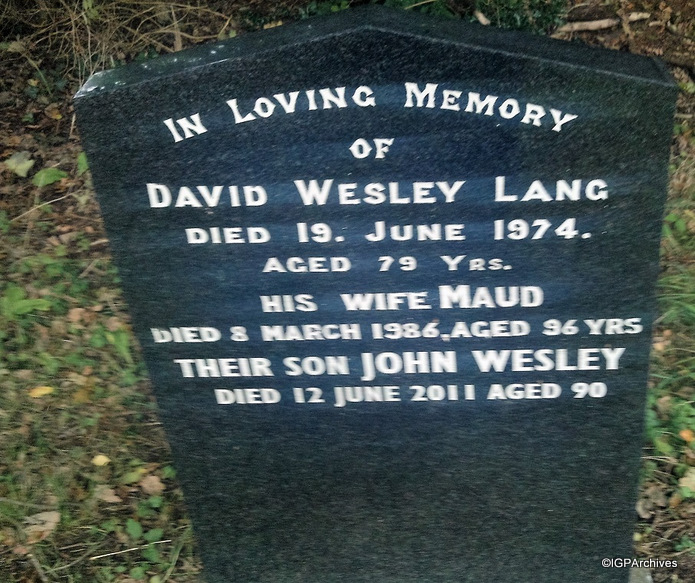 In Loving Memory
OF
David Wesley Lang
DIED 19. June 1974.
AGED 79 Yrs.
HIS WIFE MAUD
DIED 8 MARCH 1986, AGED 96 YRS
THEIR SON JOHN WESLEY
DIED 12 JUNE 2011 AGED 90
©IGPArchives